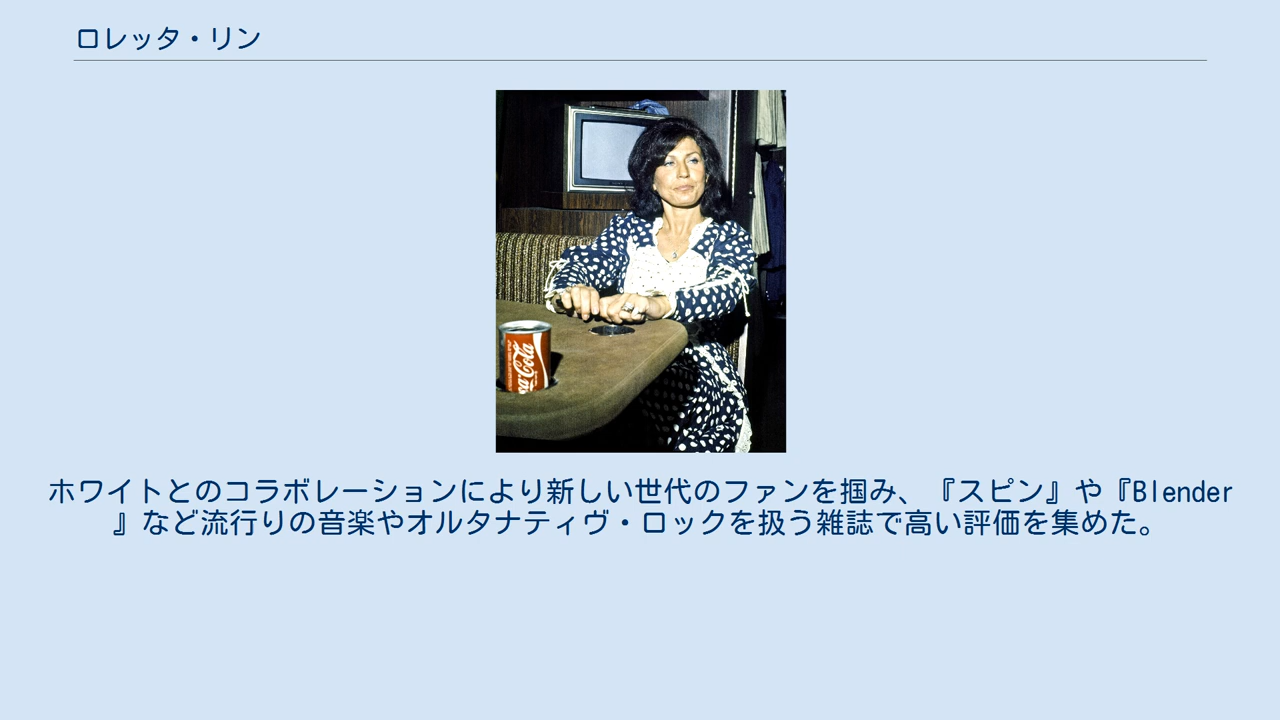 ロレッタ・リン
Coca-Cola
ホワイトとのコラボレーションにより新しい世代のファンを掴み、『スピン』や『Blender
』など流行りの音楽やオルタナティヴ・ロックを扱う雑誌で高い評価を集めた。